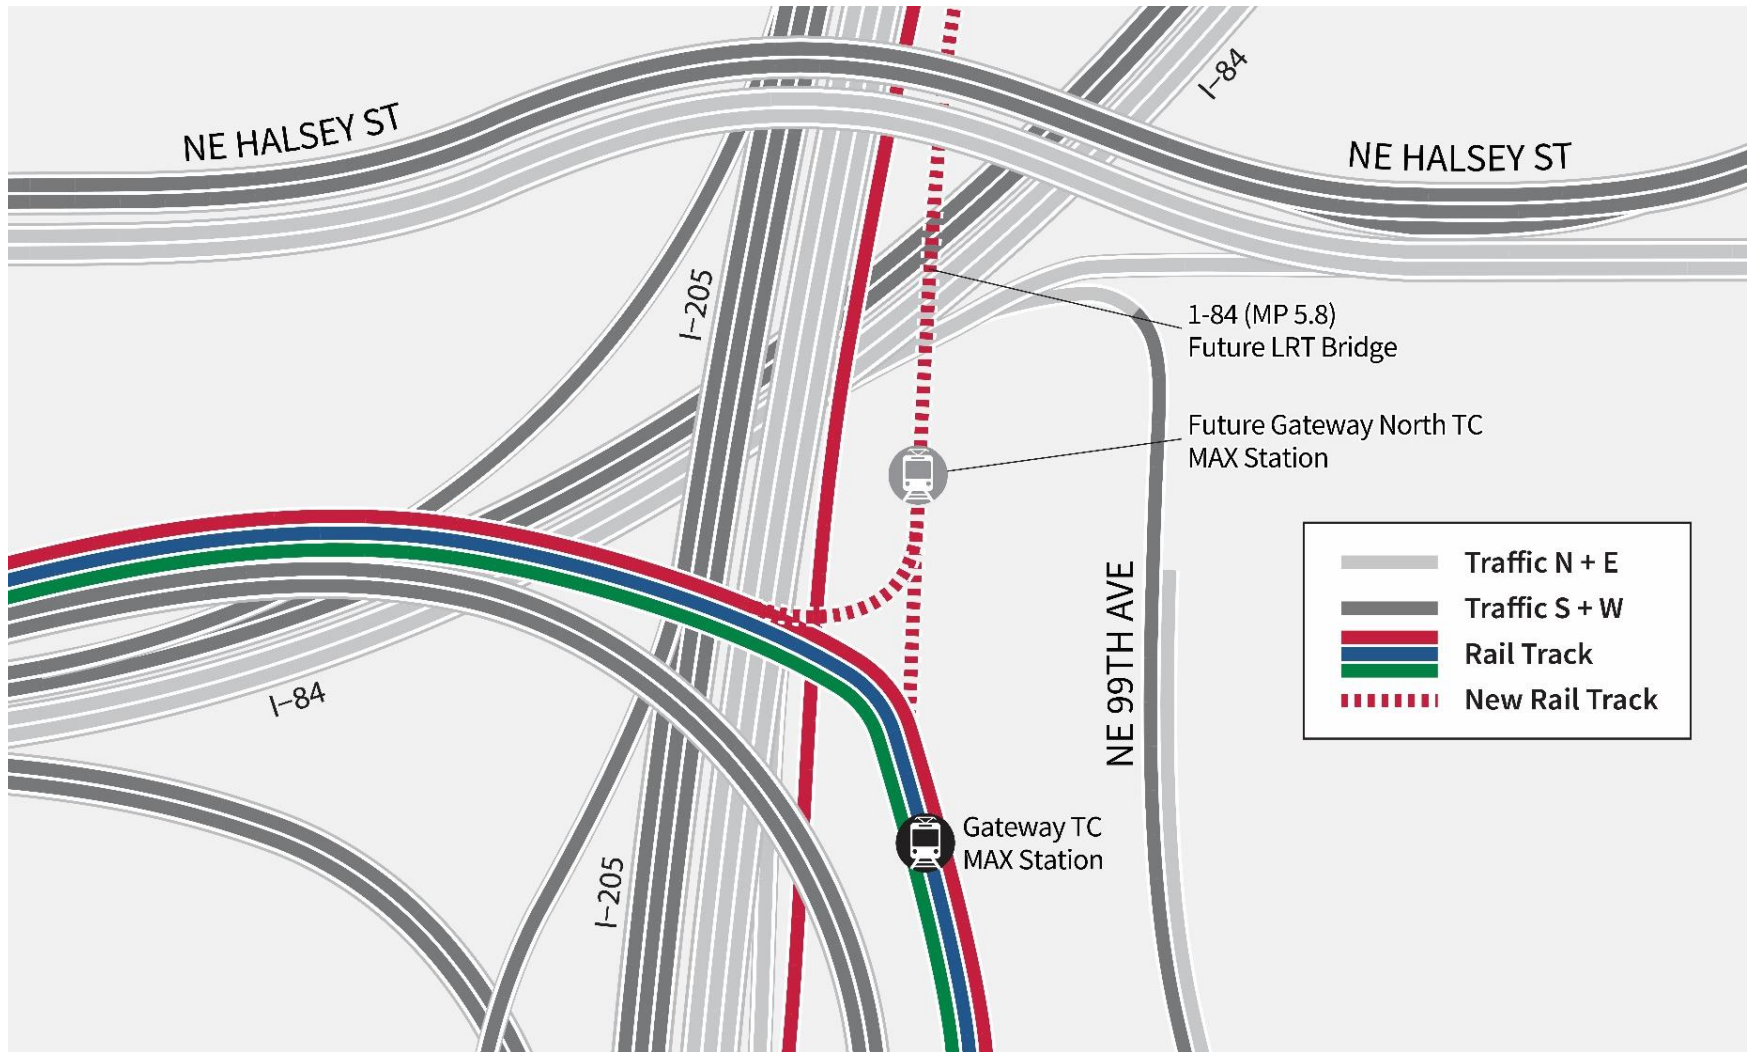 I–84
NE HALSEY ST
NE HALSEY ST
I–205
1-84 (MP 5.8)
Future LRT Bridge
Future Gateway North TC
MAX Station
Traffic N + E
Traffic S + W
Rail Track
New Rail Track
NE 99TH AVE
I–84
Gateway TC
MAX Station
I–205